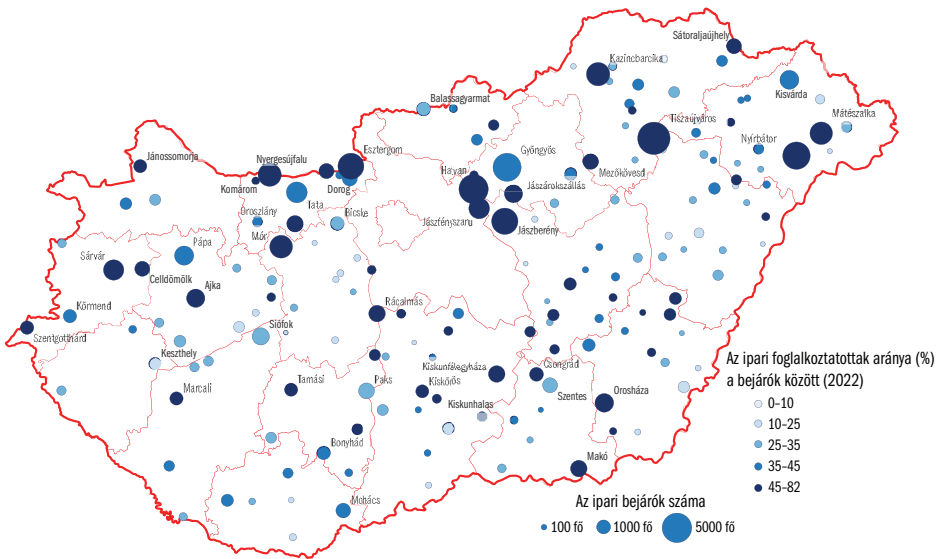 Sátoraljaújhely
Kazincbarcika
Kisvárda
Balassagyarmat
Mátészalka
Tiszaújváros
Nyírbátor
Esztergom
Gyöngyös
Jánossomorja
Nyergesújfalu
Hatvan
Mezőkövesd
Komárom
Dorog
Jászárokszállás
Tata
Oroszlány
Bicske
Jászfényszaru
Jászberény
Mór
Pápa
Sárvár
Celldömölk
Ajka
Körmend
Rácalmás
Siófok
Szentgotthárd
Keszthely
Kiskunfélegyháza
Csongrád
Marcali
Tamási
Paks
Kiskőrös
Szentes
Orosháza
Kiskunhalas
Bonyhád
Makó
Mohács
Az ipari foglalkoztatottak aránya (%)
a bejárók között (2022)
0–10
10–25
25–35
35–45
45–82
Az ipari bejárók száma
100 fő
1000 fő
5000 fő